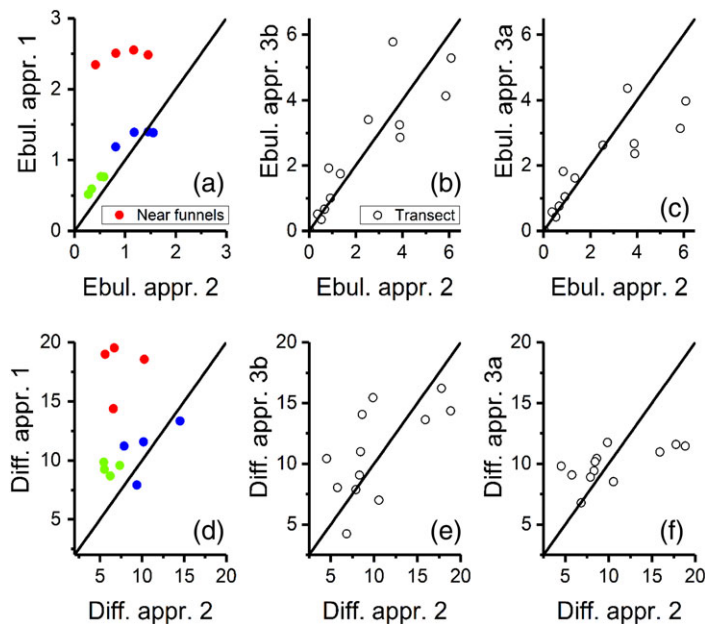 3
2
1
0
0 1 2 3
Ebul. appr. 1
Ebul. appr. 2
(a)
Near funnels
6
4
2
0
0 2 4 6
Ebul. appr. 3b
Ebul. appr. 2
(b)
Transect
6
4
2
0
0 2 4 6
Ebul. appr. 3a
Ebul. appr. 2
(c)
20
15
10
5
5 10 15 20
Diff. appr. 1
Diff. appr. 2
(d)
20
15
10
5
5 10 15 20
Diff. appr. 3b
Diff. appr. 2
(e)
20
15
10
5
5 10 15 20
Diff. appr. 3a
Diff. appr. 2
(f)